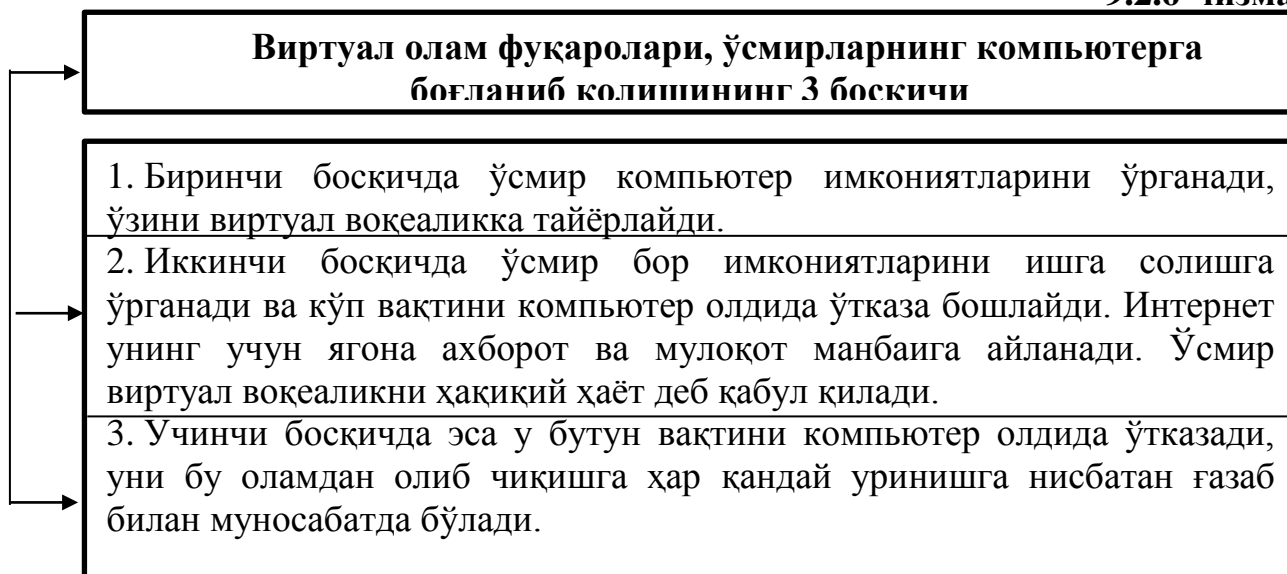 Виртуал олам фуқаролари, ўсмирларнинг компьютерга
боғланиб қолишининг 3 босқичи
1. Биринчи босқичда ўсмир компьютер имкониятларини ўрганади,
ўзини виртуал воқеаликка тайёрлайди.
2. Иккинчи босқичда ўсмир бор имкониятларини ишга солишга
ўрганади ва кўп вақтини компьютер олдида ўтказа бошлайди. Интернет
унинг учун ягона ахборот ва мулоқот манбаига айланади. Ўсмир
виртуал воқеаликни ҳақиқий ҳаёт деб қабул қилади.
3. Учинчи босқичда эса у бутун вақтини компьютер олдида ўтказади,
уни бу оламдан олиб чиқишга ҳар қандай уринишга нисбатан ғазаб
билан муносабатда бўлади.